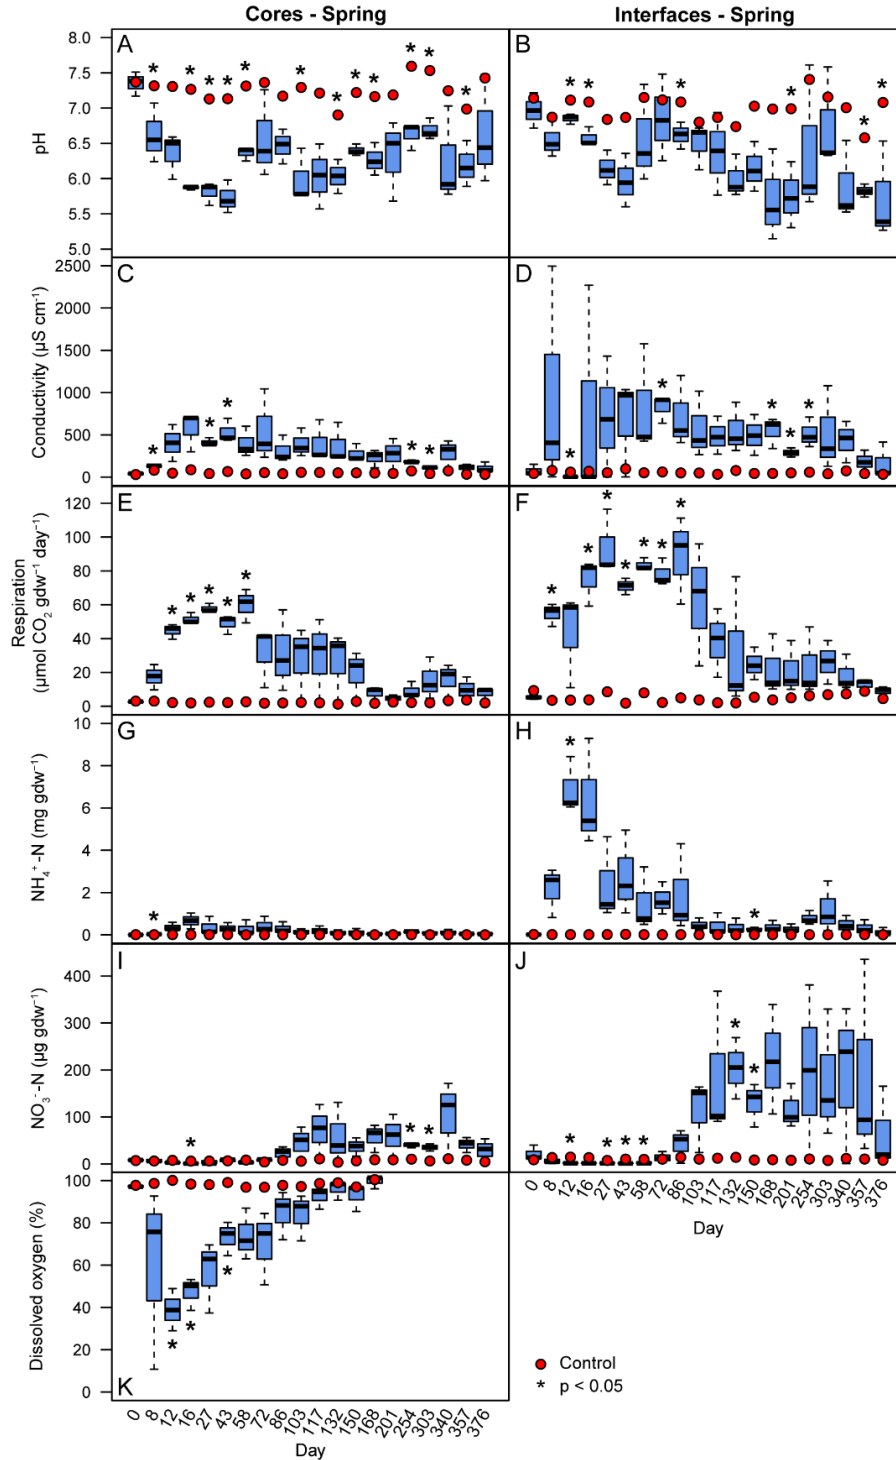 Cores - Spring
Interfaces - Spring
A
B
pH
8.0
7.5
7.0
6.5
6.0
5.5
5.0
C
D
Conductivity (µS cm⁻¹)
2500
2000
1500
1000
500
0
E
F
Respiration
(µmol CO₂ gdw⁻¹ day⁻¹)
120
100
80
60
40
20
0
G
H
NH₄⁺-N (mg gdw⁻¹)
10
8
6
4
2
0
I
J
NO₃⁻-N (µg gdw⁻¹)
400
300
200
100
0
K
Dissolved oxygen (%)
100
80
60
40
20
0
0 8 12 16 27 43 58 72 86 103 117 132 150 168 201 254 303 340 357 376
Day
0 8 12 16 27 43 58 72 86 103 117 132 150 168 201 254 303 340 357 376
Day
Control
* p < 0.05